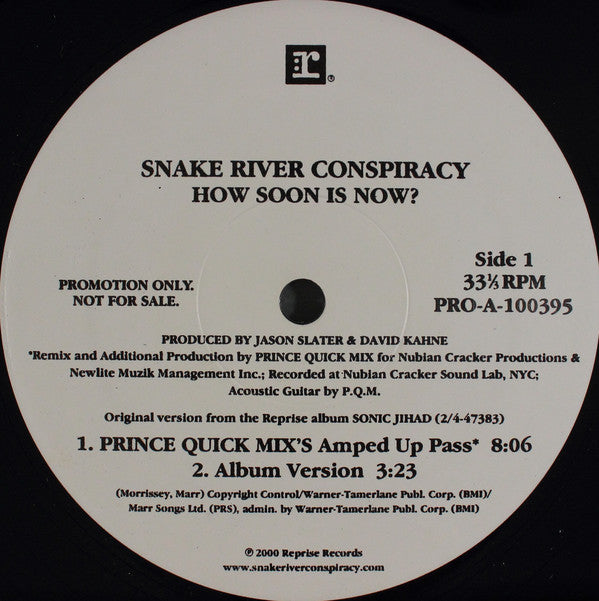 r ®
SNAKE RIVER CONSPIRACY
HOW SOON IS NOW?
Side 1
33⅓ RPM
PRO-A-100395
PROMOTION ONLY.
NOT FOR SALE.
PRODUCED BY JASON SLATER & DAVID KAHNE
*Remix and Additional Production by PRINCE QUICK MIX for Nubian Cracker Productions &
Newlite Muzik Management Inc.; Recorded at Nubian Cracker Sound Lab, NYC;
Acoustic Guitar by P.Q.M.
Original version from the Reprise album SONIC JIHAD (2/4-47383)
1. PRINCE QUICK MIX'S Amped Up Pass* 8:06
2. Album Version 3:23
(Morrissey, Marr) Copyright Control/Warner-Tamerlane Publ. Corp. (BMI)/
Marr Songs Ltd. (PRS), admin. by Warner-Tamerlane Publ. Corp. (BMI)
℗ 2000 Reprise Records
www.snakeriverconspiracy.com